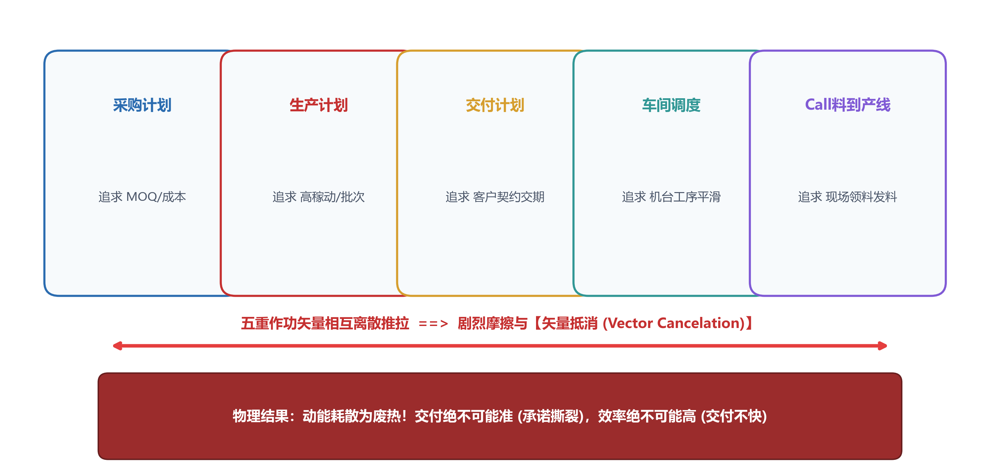 采购计划
生产计划
交付计划
车间调度
Call料到产线
追求 MOQ/成本
追求 高稼动/批次
追求 客户契约交期
追求 机台工序平滑
追求 现场领料发料
五重作功矢量相互离散推拉 ==> 剧烈摩擦与【矢量抵消 (Vector Cancelation)】
物理结果：动能耗散为废热！交付绝不可能准 (承诺撕裂)，效率绝不可能高 (交付不快)